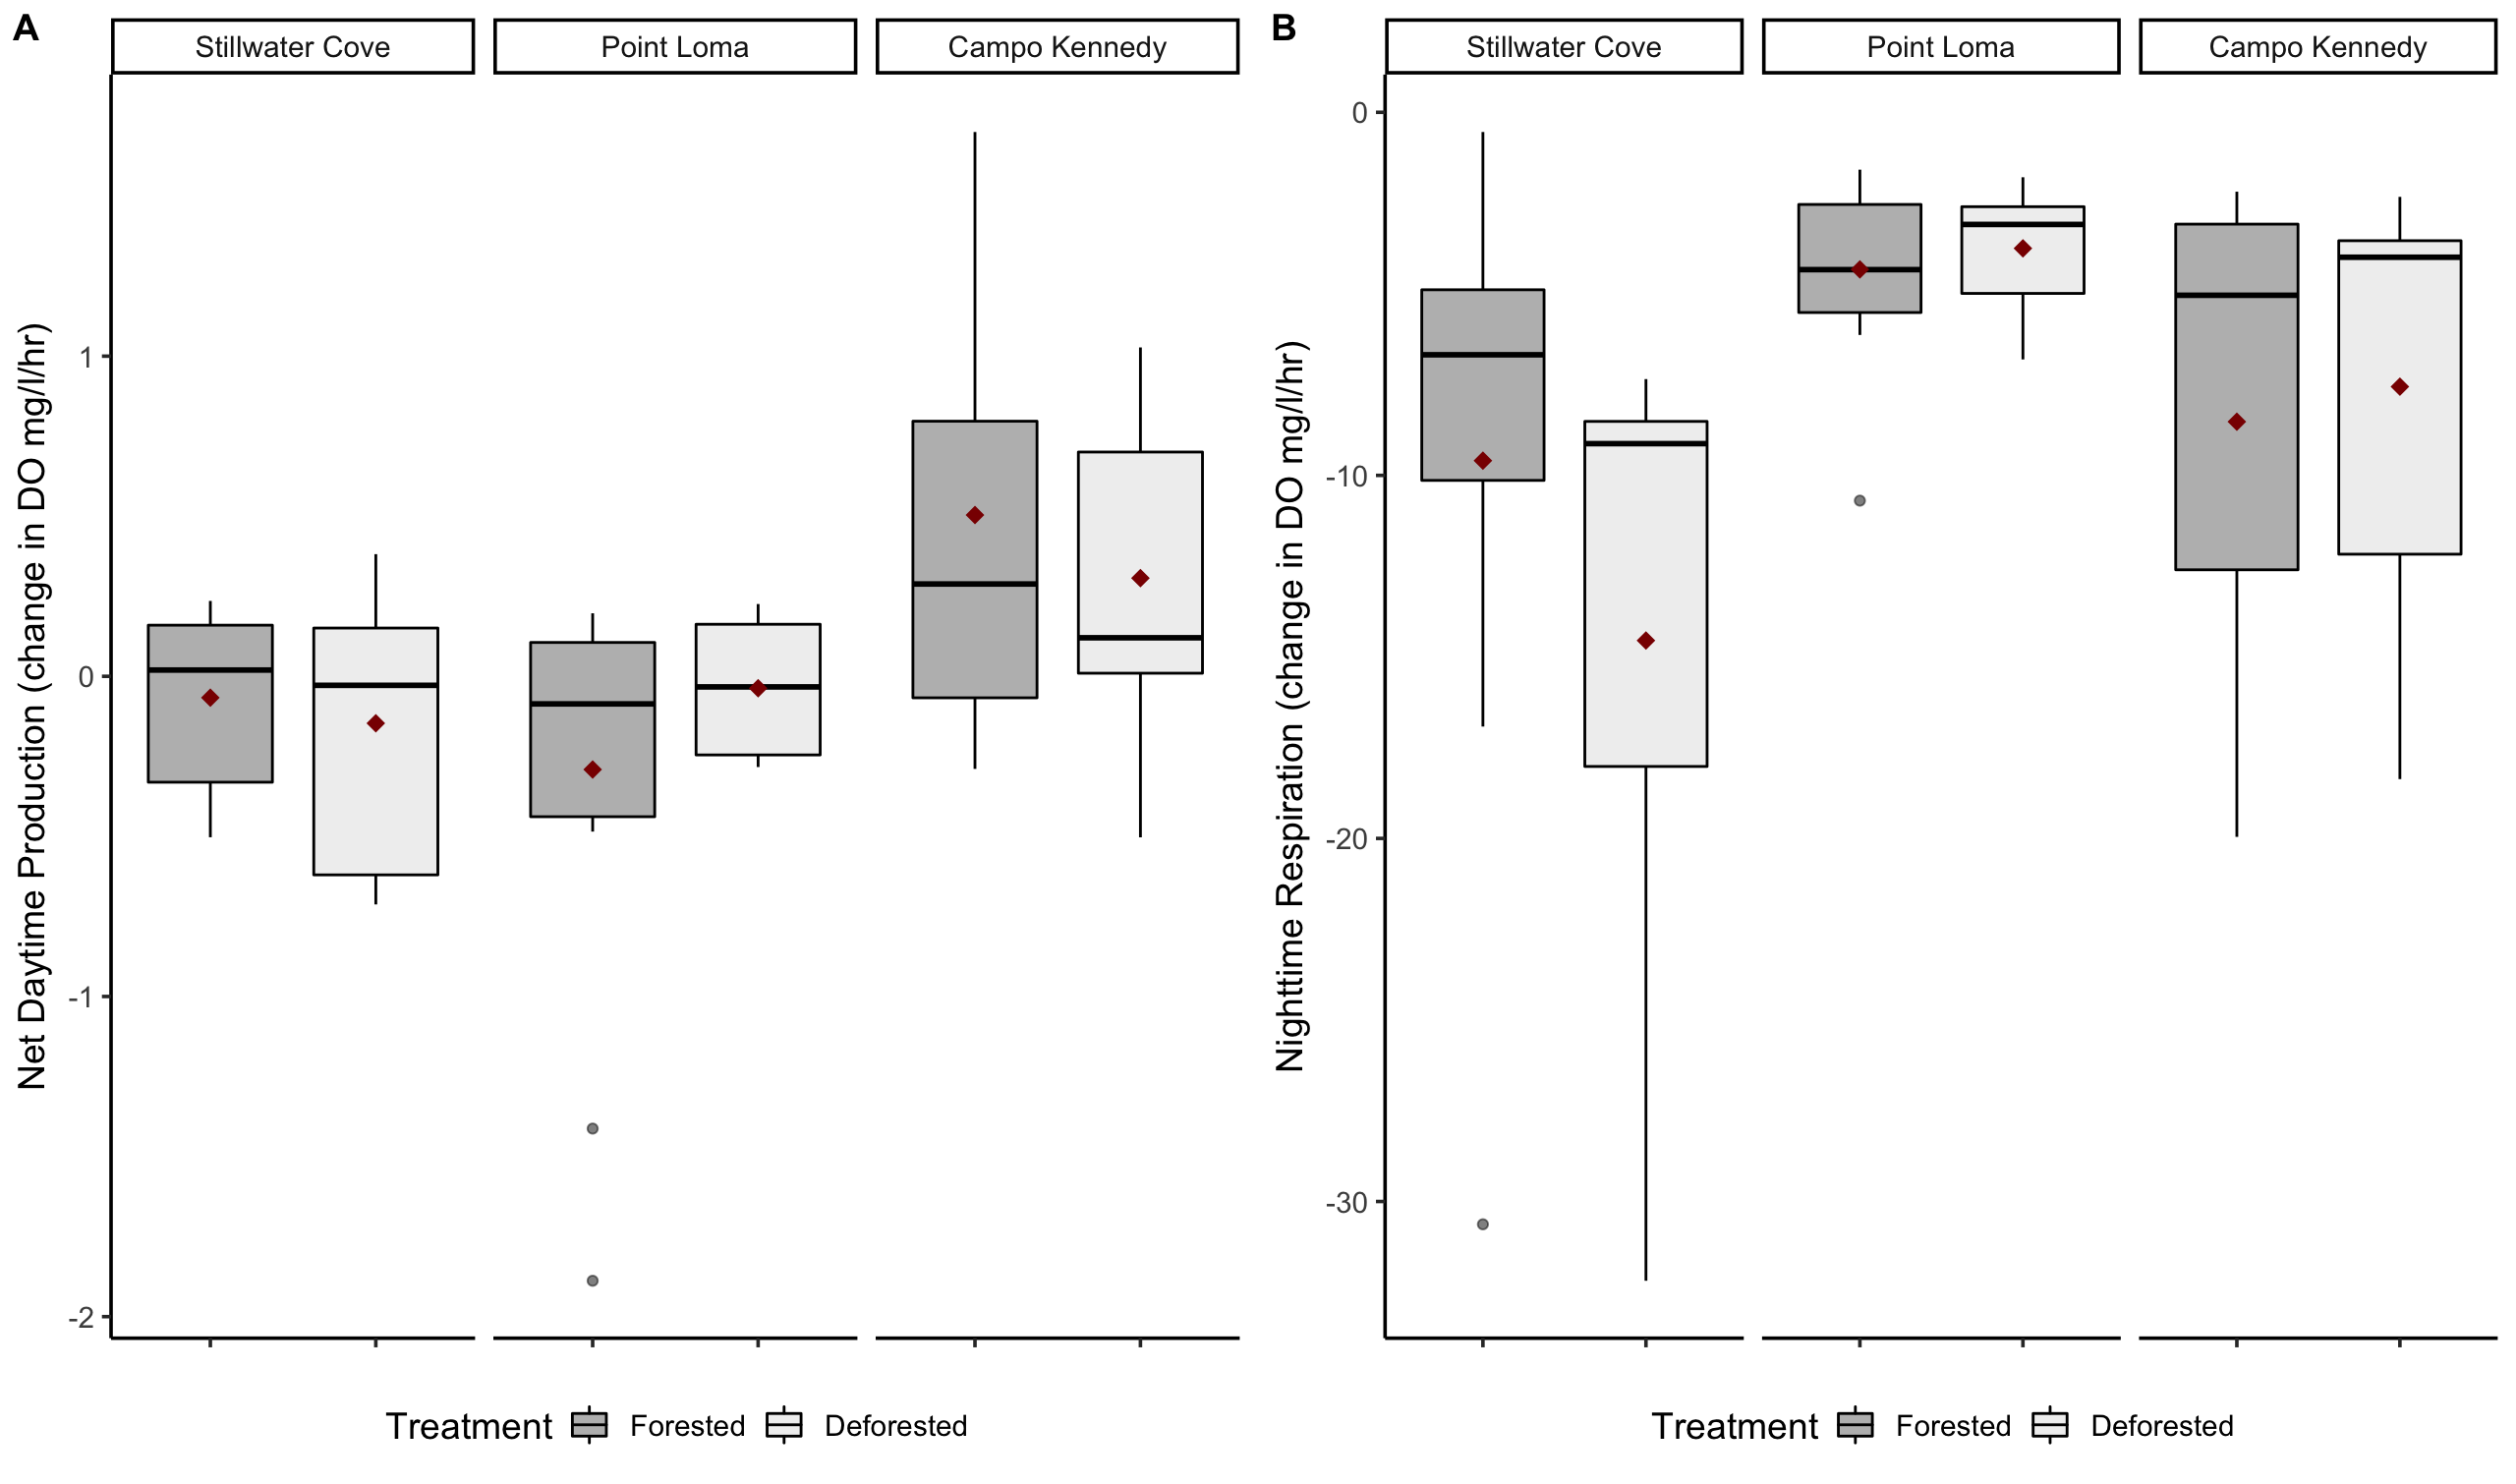 A
Stillwater Cove
Point Loma
Campo Kennedy
Net Daytime Production (change in DO mg/l/hr)
1
0
-1
-2
Treatment Forested Deforested
B
Stillwater Cove
Point Loma
Campo Kennedy
Nighttime Respiration (change in DO mg/l/hr)
0
-10
-20
-30
Treatment Forested Deforested